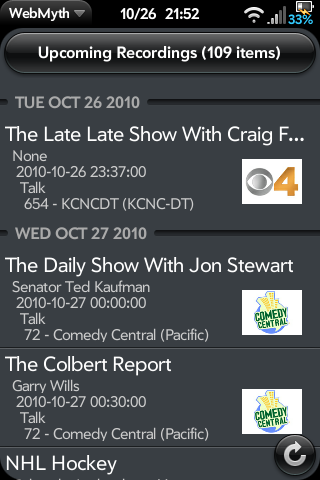 WebMyth 10/26 21:52 33%
Upcoming Recordings (109 items)
TUE OCT 26 2010
The Late Late Show With Craig F...
None
2010-10-26 23:37:00
Talk
4
654 - KCNCDT (KCNC-DT)
WED OCT 27 2010
The Daily Show With Jon Stewart
Senator Ted Kaufman
2010-10-27 00:00:00
Talk
COMEDY
CENTRAL
72 - Comedy Central (Pacific)
The Colbert Report
Garry Wills
2010-10-27 00:30:00
Talk
COMEDY
CENTRAL
72 - Comedy Central (Pacific)
NHL Hockey